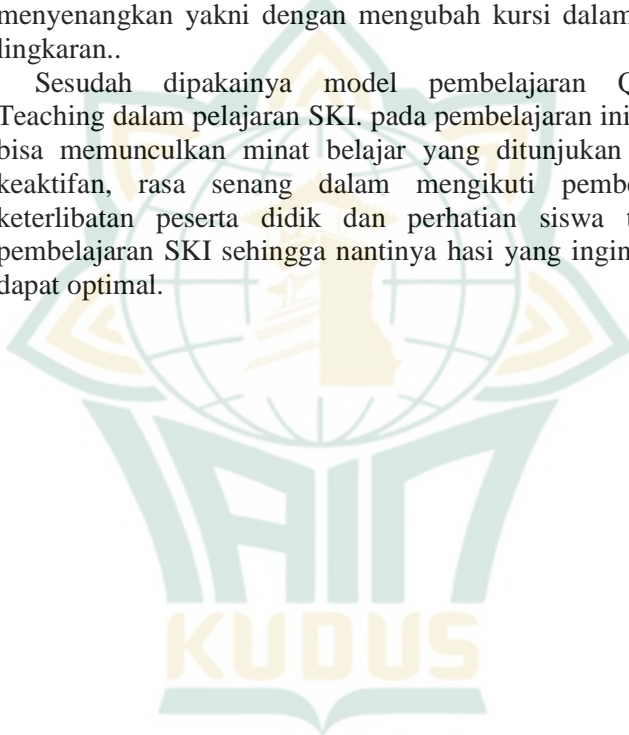 menyenangkan yakni dengan mengubah kursi dalam
lingkaran..
Sesudah dipakainya model pembelajaran Q
Teaching dalam pelajaran SKI. pada pembelajaran ini
bisa memunculkan minat belajar yang ditunjukan
keaktifan, rasa senang dalam mengikuti pembe
keterlibatan peserta didik dan perhatian siswa t
pembelajaran SKI sehingga nantinya hasi yang ingin
dapat optimal.
IAIN
KUDUS